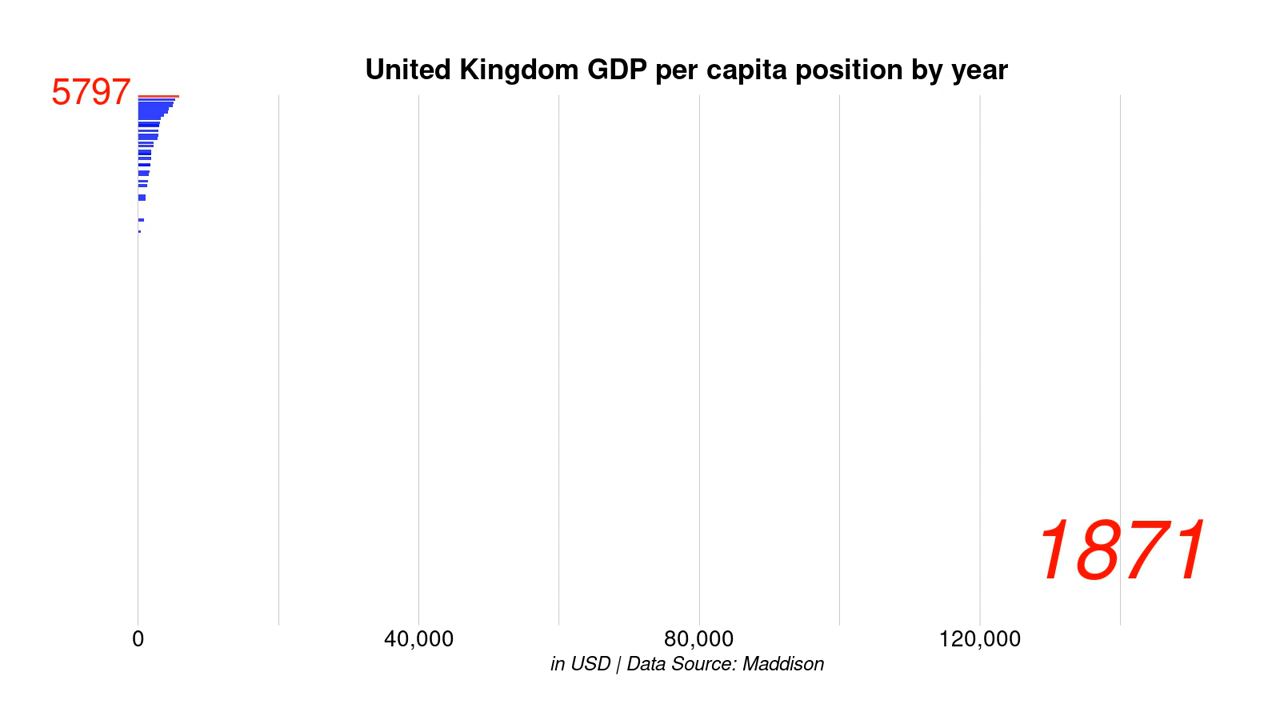 United Kingdom GDP per capita position by year
5797
1871
0 40,000 80,000 120,000
in USD | Data Source: Maddison